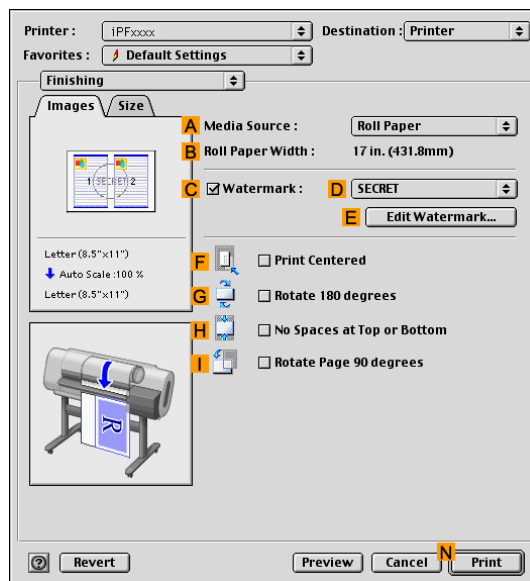 Printer : iPFxxxx Destination : Printer
Favorites : Default Settings
Finishing
Images Size
A Media Source : Roll Paper
B Roll Paper Width : 17 in. (431.8mm)
1 SECRET 2
C Watermark : D SECRET
E Edit Watermark...
Letter (8.5"x11")
Auto Scale :100 %
Letter (8.5"x11")
F Print Centered
G Rotate 180 degrees
H No Spaces at Top or Bottom
I Rotate Page 90 degrees
R
N
? Revert Preview Cancel Print